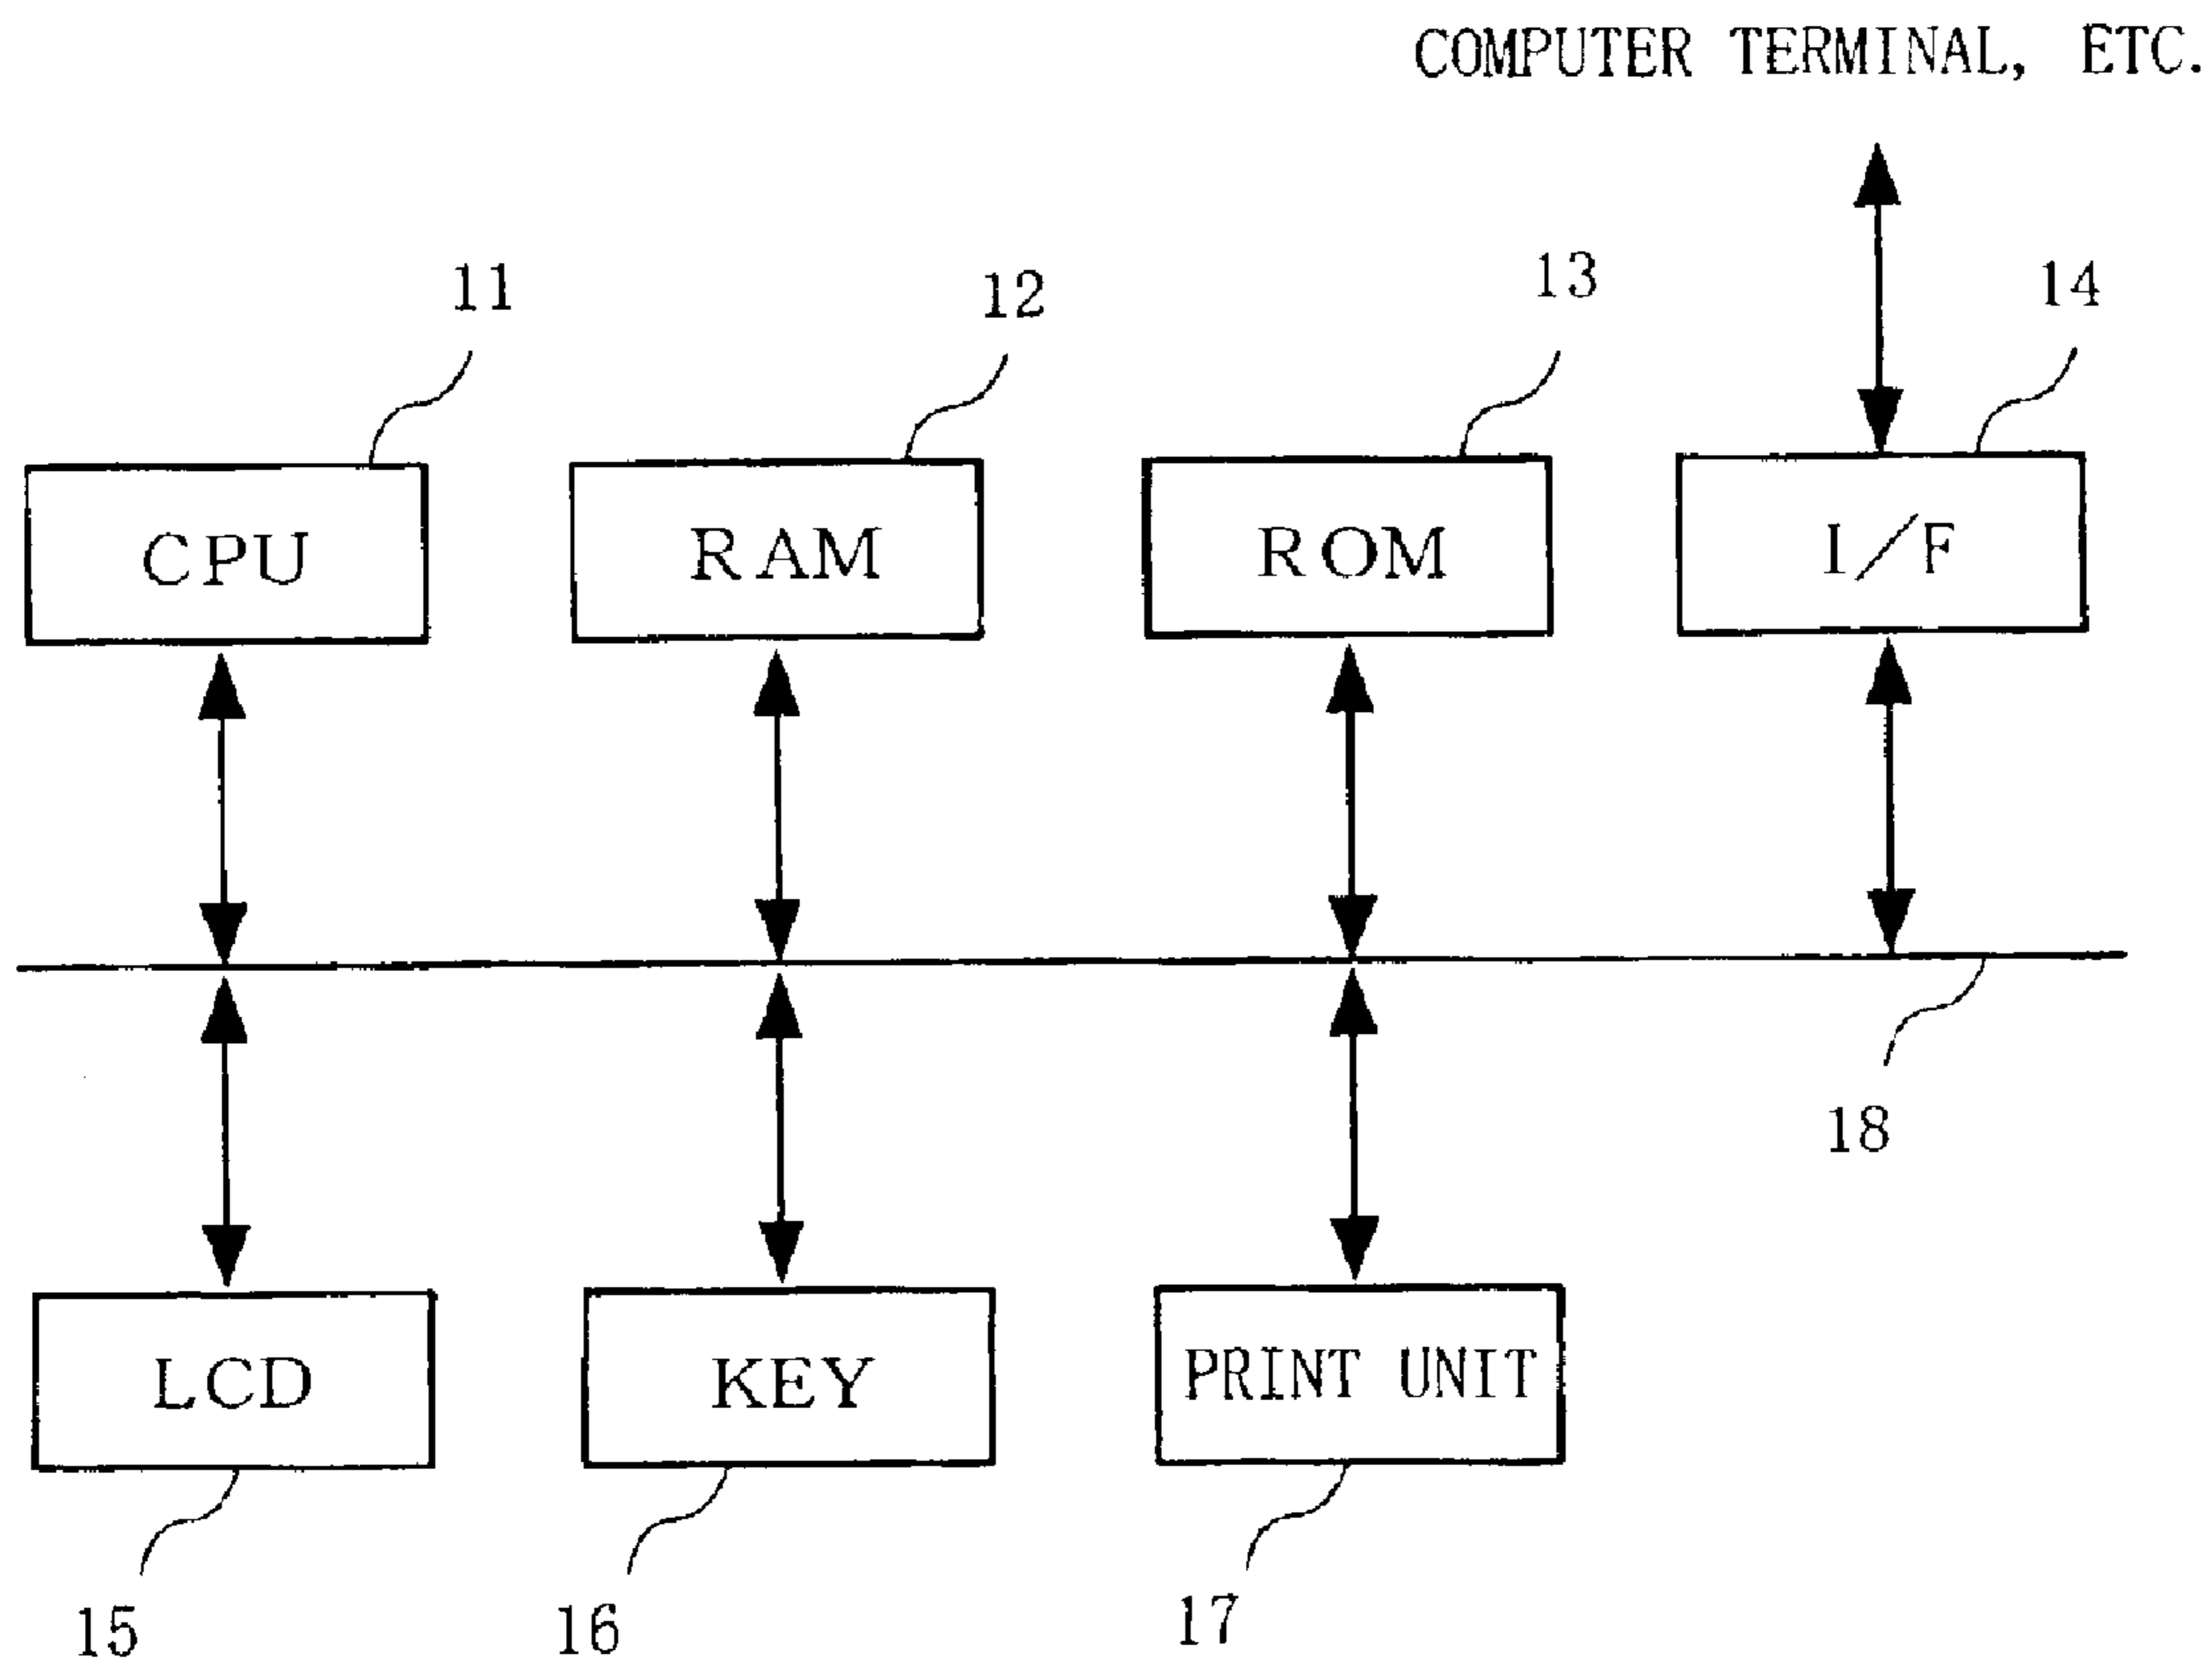 COMPUTER TERMINAL, ETC.
11
12
13
14
CPU
RAM
ROM
I/F
18
LCD
KEY
PRINT UNIT
15
16
17